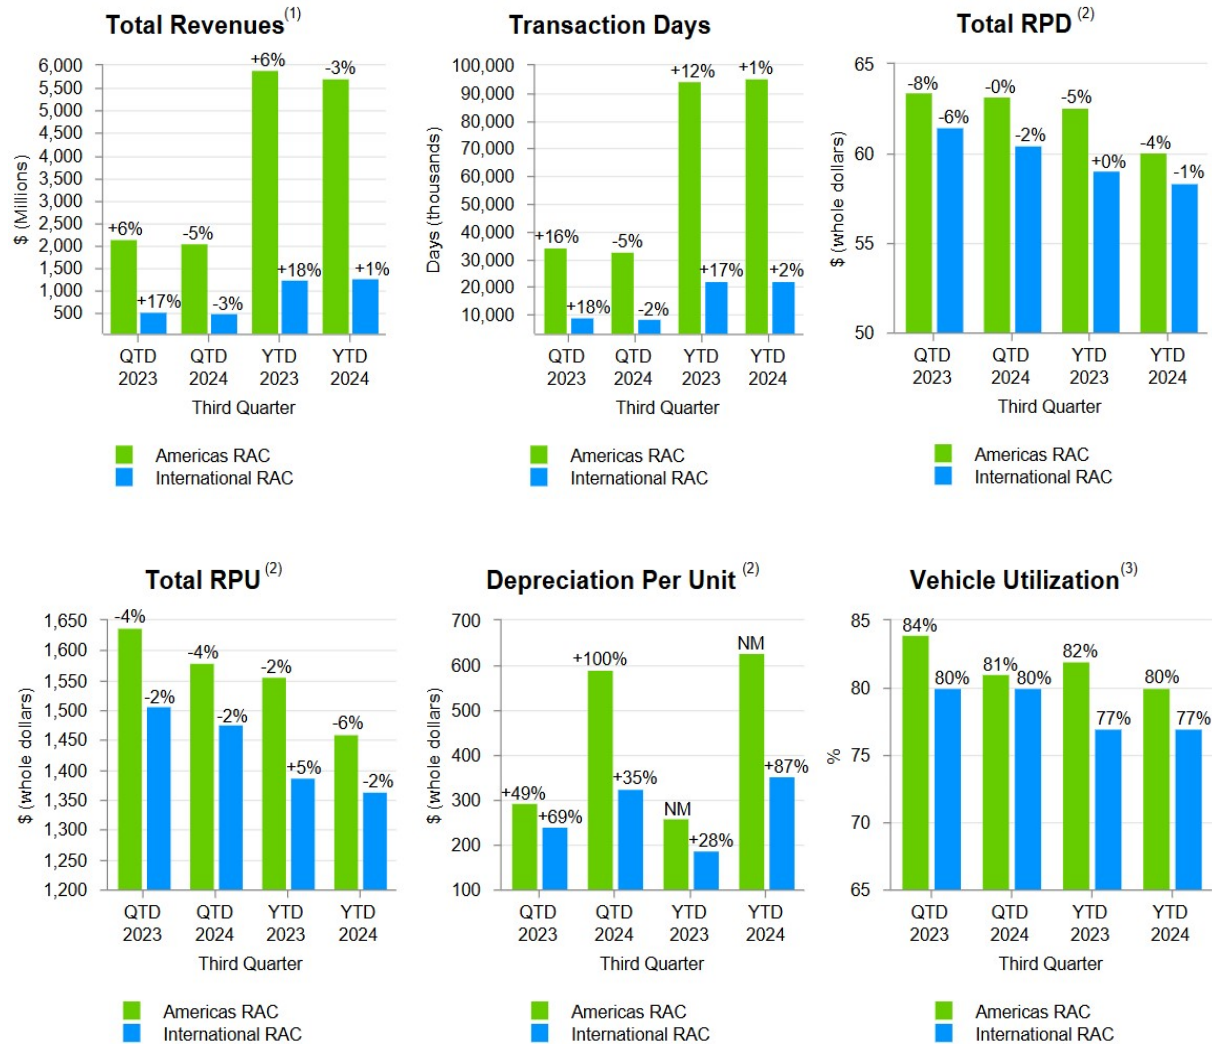 Total Revenues(1)
+6%
-3%
6,000
5,500
5,000
4,500
4,000
3,500
3,000
2,500
2,000
1,500
1,000
500
$ (Millions)
+6%
-5%
+18%
+1%
+17%
-3%
QTD 2023
QTD 2024
YTD 2023
YTD 2024
Third Quarter
Americas RAC
International RAC
Transaction Days
+12%
+1%
100,000
90,000
80,000
70,000
60,000
50,000
40,000
30,000
20,000
10,000
Days (thousands)
+16%
-5%
+17%
+2%
+18%
-2%
QTD 2023
QTD 2024
YTD 2023
YTD 2024
Third Quarter
Americas RAC
International RAC
Total RPD (2)
65
60
55
50
$ (whole dollars)
-8%
-0%
-5%
-6%
-2%
-4%
+0%
-1%
QTD 2023
QTD 2024
YTD 2023
YTD 2024
Third Quarter
Americas RAC
International RAC
Total RPU (2)
1,650
1,600
1,550
1,500
1,450
1,400
1,350
1,300
1,250
1,200
$ (whole dollars)
-4%
-4%
-2%
-2%
-2%
-6%
+5%
-2%
QTD 2023
QTD 2024
YTD 2023
YTD 2024
Third Quarter
Americas RAC
International RAC
Depreciation Per Unit (2)
700
600
500
400
300
200
100
$ (whole dollars)
+100%
NM
+49%
+69%
+35%
NM
+28%
+87%
QTD 2023
QTD 2024
YTD 2023
YTD 2024
Third Quarter
Americas RAC
International RAC
Vehicle Utilization(3)
85
80
75
70
65
%
84%
80%
81%
80%
82%
77%
80%
77%
QTD 2023
QTD 2024
YTD 2023
YTD 2024
Third Quarter
Americas RAC
International RAC